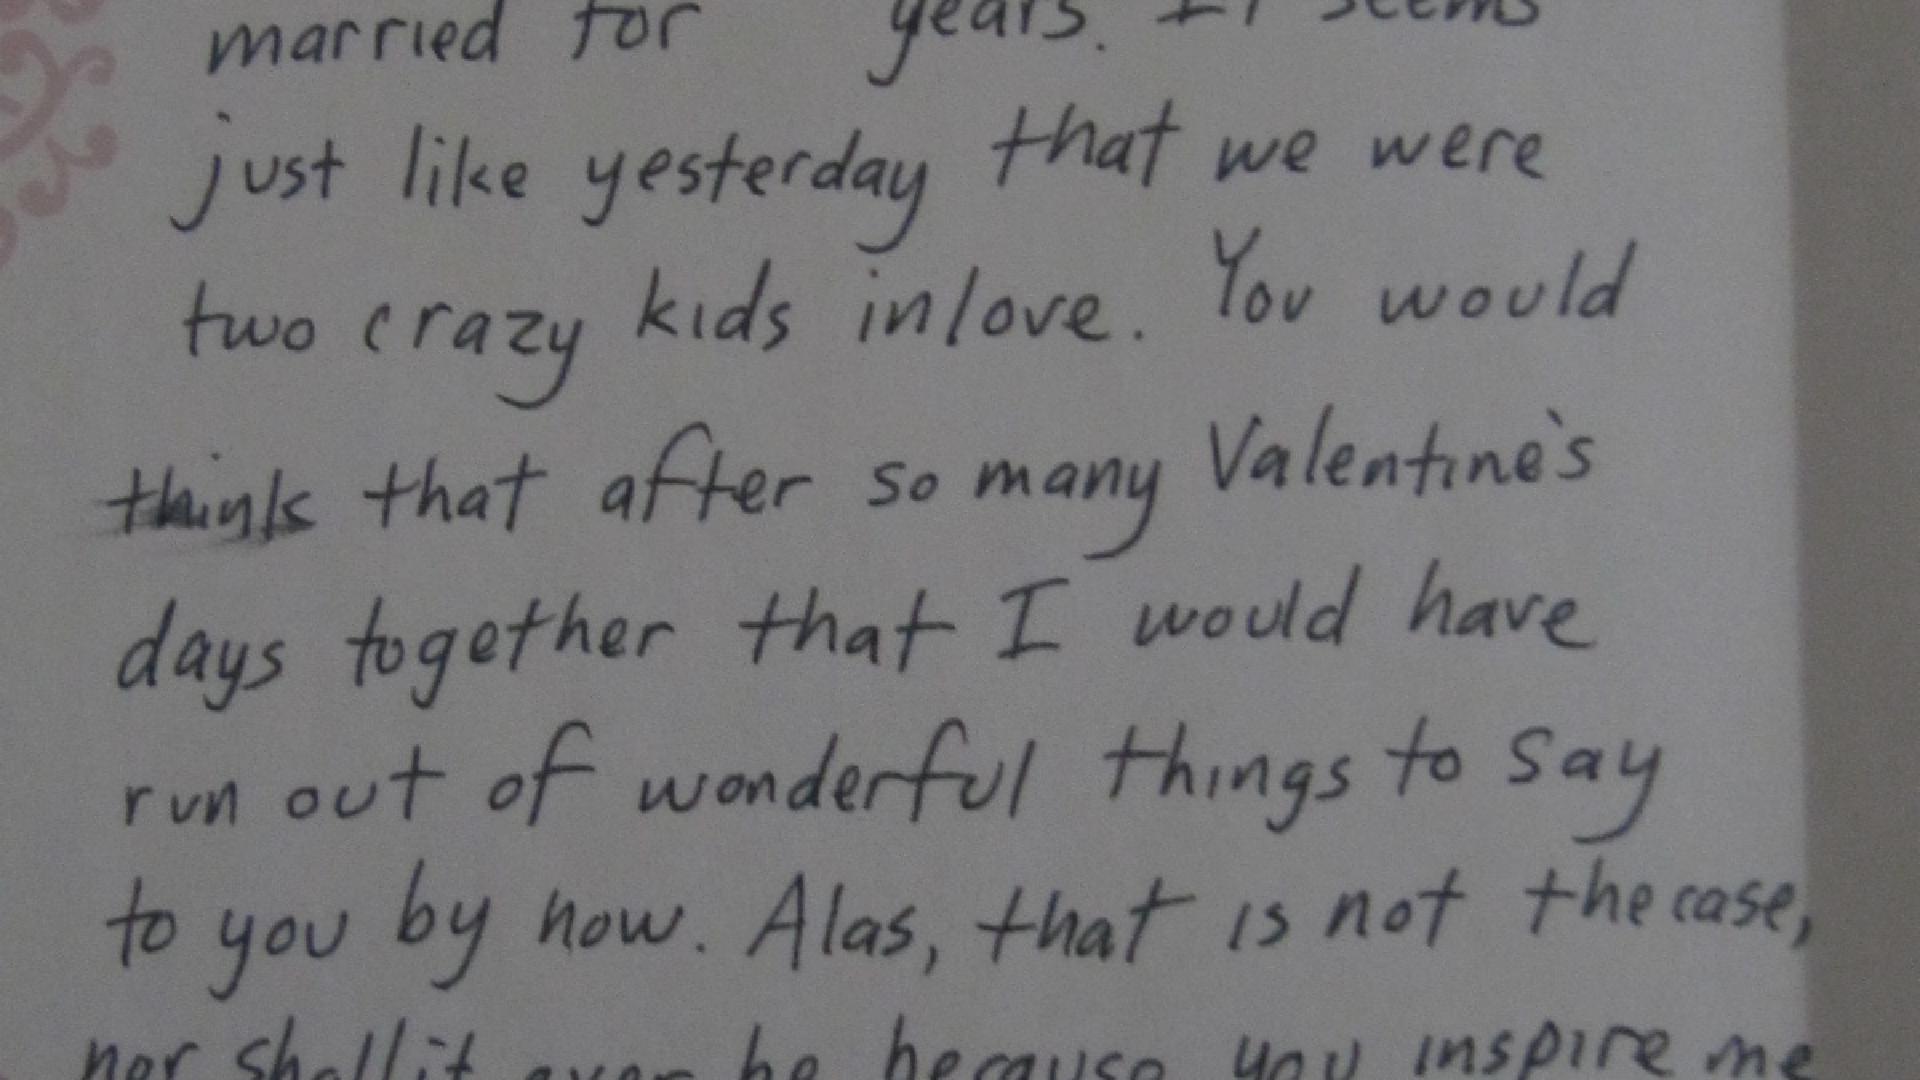 married for years. It seems
just like yesterday that we were
two crazy kids inlove. You would
think that after so many Valentine's
days together that I would have
run out of wonderful things to say
to you by now. Alas, that is not the case,
nor shall it ever be because you inspire me